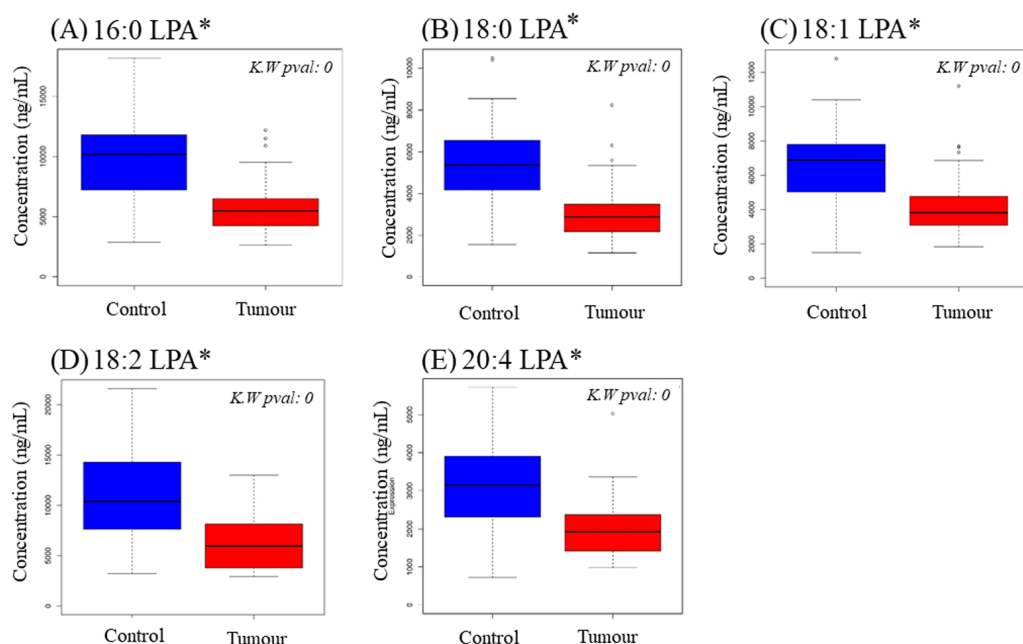 (A) 16:0 LPA*
K.W pval: 0
Concentration (ng/mL)
15000
10000
5000
0
Control Tumour
(B) 18:0 LPA*
K.W pval: 0
Concentration (ng/mL)
10000
8000
6000
4000
2000
0
Control Tumour
(C) 18:1 LPA*
K.W pval: 0
Concentration (ng/mL)
12000
10000
8000
6000
4000
2000
0
Control Tumour
(D) 18:2 LPA*
K.W pval: 0
Concentration (ng/mL)
20000
15000
10000
5000
0
Control Tumour
(E) 20:4 LPA*
K.W pval: 0
Concentration (ng/mL)
Expression
5000
4000
3000
2000
1000
0
Control Tumour